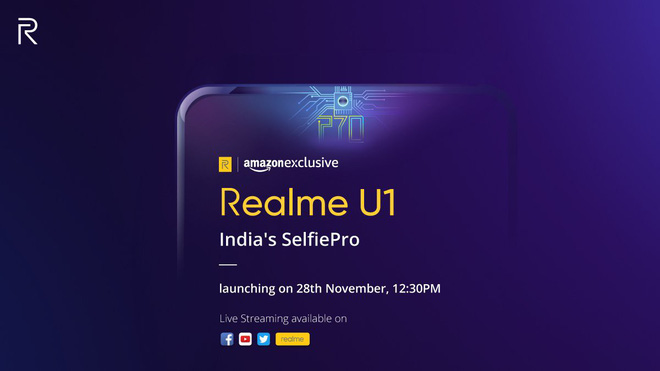 R
P70
R amazonexclusive
Realme U1
India's SelfiePro
launching on 28th November, 12:30PM
Live Streaming available on
realme